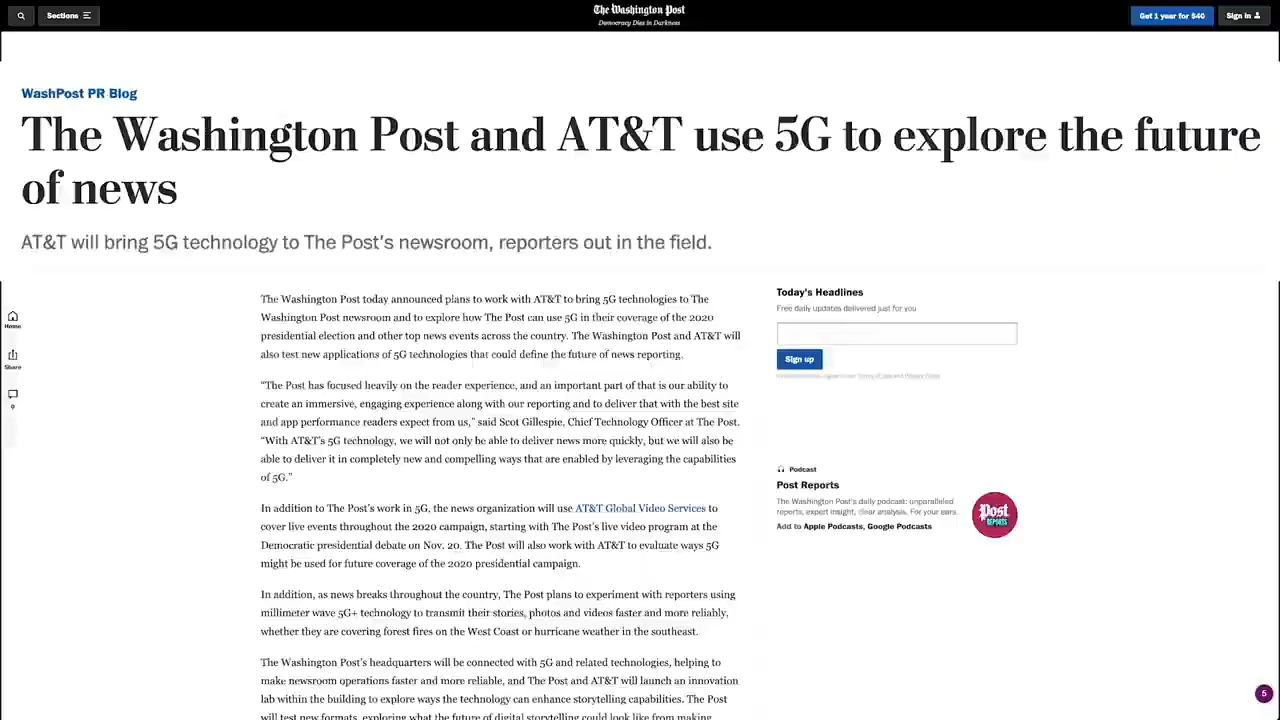 Sections
The Washington Post
Democracy Dies in Darkness
Get 1 year for $40
Sign in
WashPost PR Blog
The Washington Post and AT&T use 5G to explore the future
of news
AT&T will bring 5G technology to The Post's newsroom, reporters out in the field.
Home
Share
0
The Washington Post today announced plans to work with AT&T to bring 5G technologies to The
Washington Post newsroom and to explore how The Post can use 5G in their coverage of the 2020
presidential election and other top news events across the country. The Washington Post and AT&T will
also test new applications of 5G technologies that could define the future of news reporting.
“The Post has focused heavily on the reader experience, and an important part of that is our ability to
create an immersive, engaging experience along with our reporting and to deliver that with the best site
and app performance readers expect from us,” said Scot Gillespie, Chief Technology Officer at The Post.
“With AT&T’s 5G technology, we will not only be able to deliver news more quickly, but we will also be
able to deliver it in completely new and compelling ways that are enabled by leveraging the capabilities
of 5G.”
In addition to The Post’s work in 5G, the news organization will use AT&T Global Video Services to
cover live events throughout the 2020 campaign, starting with The Post’s live video program at the
Democratic presidential debate on Nov. 20. The Post will also work with AT&T to evaluate ways 5G
might be used for future coverage of the 2020 presidential campaign.
In addition, as news breaks throughout the country, The Post plans to experiment with reporters using
millimeter wave 5G+ technology to transmit their stories, photos and videos faster and more reliably,
whether they are covering forest fires on the West Coast or hurricane weather in the southeast.
The Washington Post’s headquarters will be connected with 5G and related technologies, helping to
make newsroom operations faster and more reliable, and The Post and AT&T will launch an innovation
lab within the building to explore ways the technology can enhance storytelling capabilities. The Post
will test new formats, exploring what the future of digital storytelling could look like from making
Today's Headlines
Free daily updates delivered just for you
Sign up
Terms of Use and Privacy Policy
Podcast
Post Reports
The Washington Post's daily podcast: unparalleled
reports, expert insight, clear analysis. For your ears.
Add to Apple Podcasts, Google Podcasts
Post
REPORTS
5